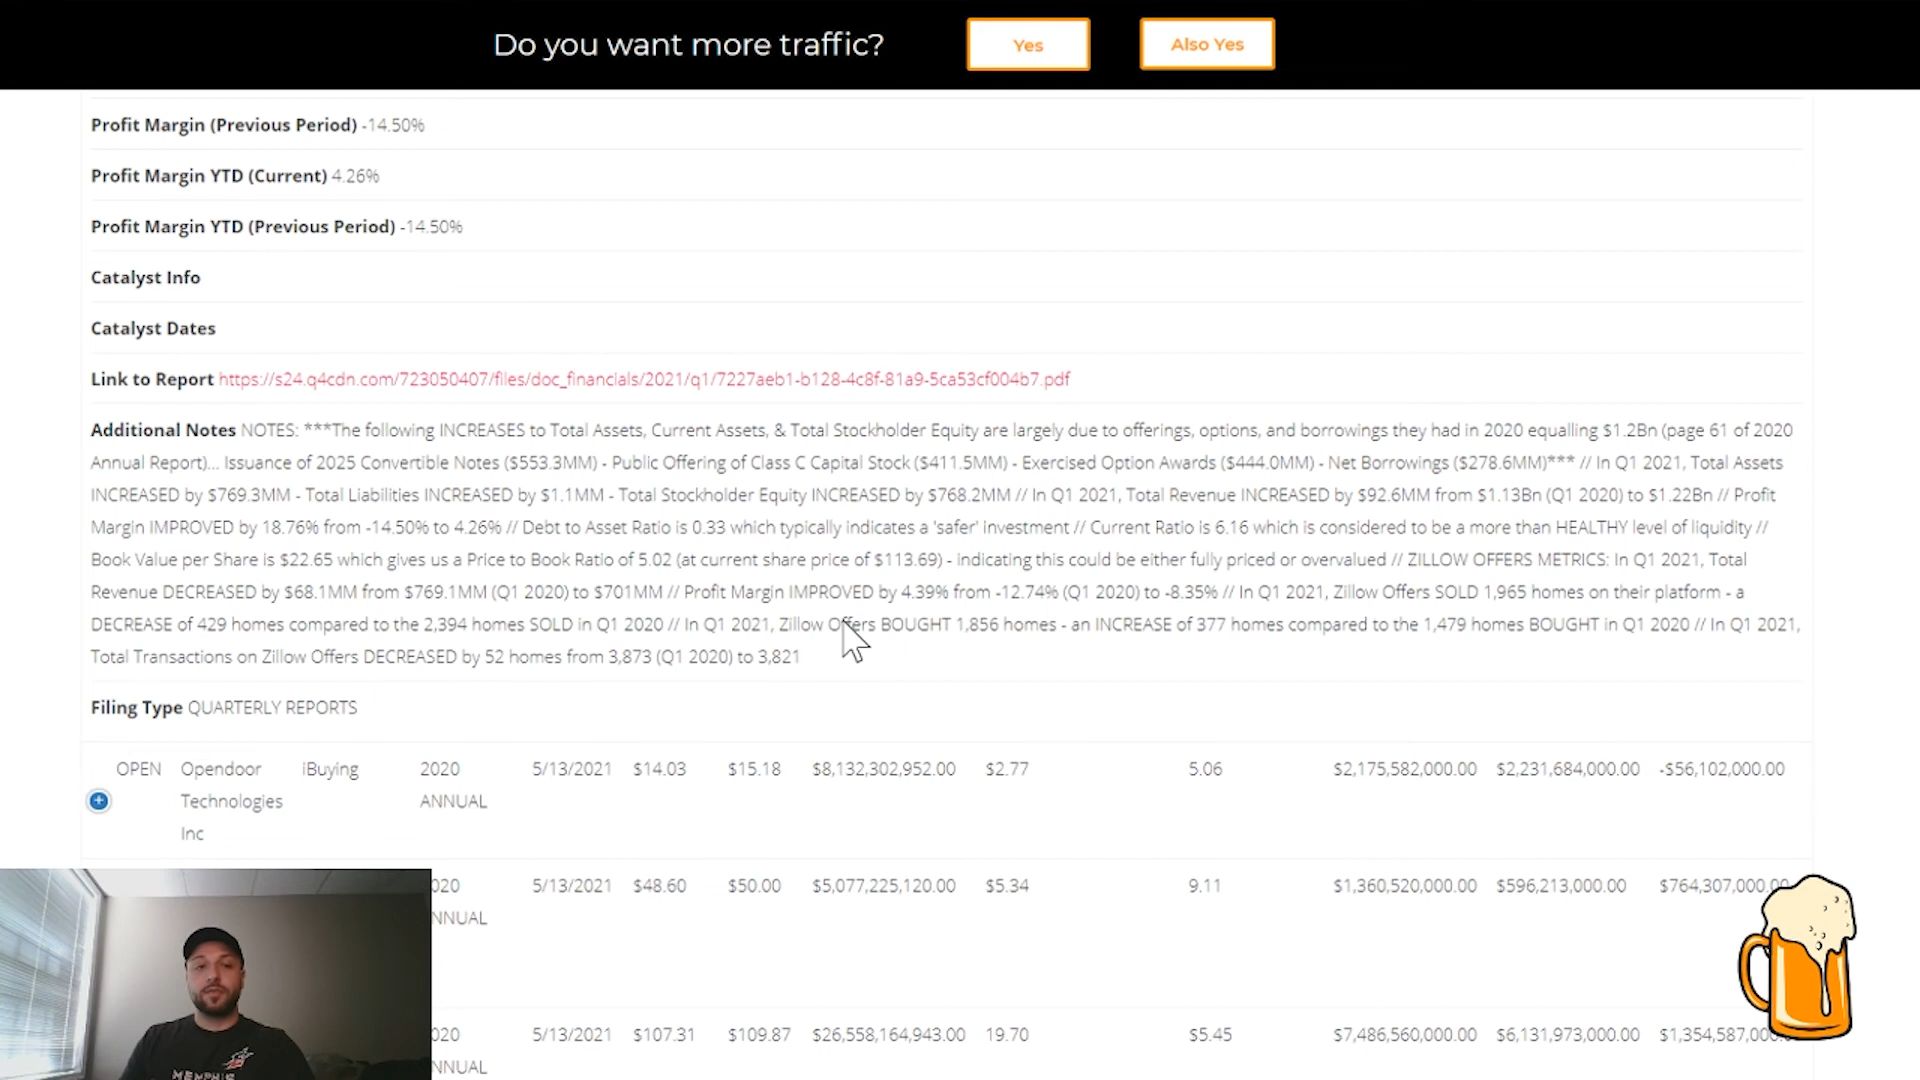 Do you want more traffic?
Yes
Also Yes
Profit Margin (Previous Period) -14.50%
Profit Margin YTD (Current) 4.26%
Profit Margin YTD (Previous Period) -14.50%
Catalyst Info
Catalyst Dates
Link to Report https://s24.q4cdn.com/723050407/files/doc_financials/2021/q1/7227aeb1-b128-4c8f-81a9-5ca53cf004b7.pdf
Additional Notes NOTES: ***The following INCREASES to Total Assets, Current Assets, & Total Stockholder Equity are largely due to offerings, options, and borrowings they had in 2020 equalling $1.2Bn (page 61 of 2020
Annual Report)... Issuance of 2025 Convertible Notes ($553.3MM) - Public Offering of Class C Capital Stock ($411.5MM) - Exercised Option Awards ($444.0MM) - Net Borrowings ($278.6MM)*** // In Q1 2021, Total Assets
INCREASED by $769.3MM - Total Liabilities INCREASED by $1.1MM - Total Stockholder Equity INCREASED by $768.2MM // In Q1 2021, Total Revenue INCREASED by $92.6MM from $1.13Bn (Q1 2020) to $1.22Bn // Profit
Margin IMPROVED by 18.76% from -14.50% to 4.26% // Debt to Asset Ratio is 0.33 which typically indicates a 'safer' investment // Current Ratio is 6.16 which is considered to be a more than HEALTHY level of liquidity //
Book Value per Share is $22.65 which gives us a Price to Book Ratio of 5.02 (at current share price of $113.69) - indicating this could be either fully priced or overvalued // ZILLOW OFFERS METRICS: In Q1 2021, Total
Revenue DECREASED by $68.1MM from $769.1MM (Q1 2020) to $701MM // Profit Margin IMPROVED by 4.39% from -12.74% (Q1 2020) to -8.35% // In Q1 2021, Zillow Offers SOLD 1,965 homes on their platform - a
DECREASE of 429 homes compared to the 2,394 homes SOLD in Q1 2020 // In Q1 2021, Zillow Offers BOUGHT 1,856 homes - an INCREASE of 377 homes compared to the 1,479 homes BOUGHT in Q1 2020 // In Q1 2021,
Total Transactions on Zillow Offers DECREASED by 52 homes from 3,873 (Q1 2020) to 3,821
Filing Type QUARTERLY REPORTS
OPEN Opendoor iBuying 2020 5/13/2021 $14.03 $15.18 $8,132,302,952.00 $2.77 5.06 $2,175,582,000.00 $2,231,684,000.00 -$56,102,000.00
Technologies ANNUAL
Inc
020 5/13/2021 $48.60 $50.00 $5,077,225,120.00 $5.34 9.11 $1,360,520,000.00 $596,213,000.00 $764,307,000.00
NNUAL
020 5/13/2021 $107.31 $109.87 $26,558,164,943.00 19.70 $5.45 $7,486,560,000.00 $6,131,973,000.00 $1,354,587,000.
NNUAL
MEMPHIS